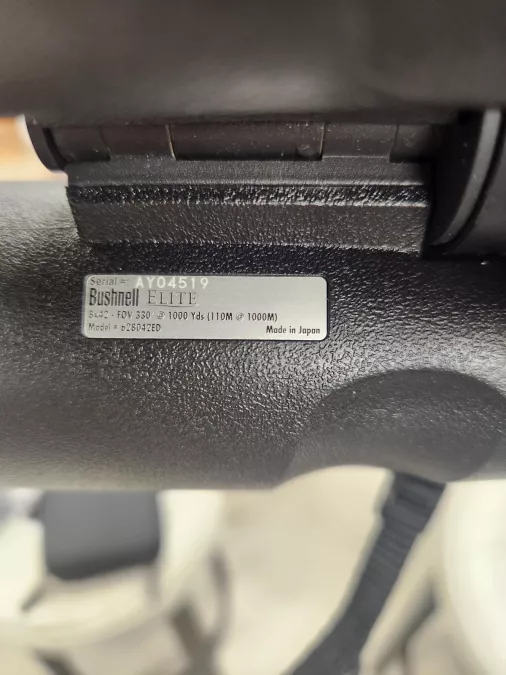 Serial # AY04519
Bushnell ELITE
8x42 - FOV 330' @ 1000 Yds (110M @ 1000M)
Model # 628042ED Made in Japan